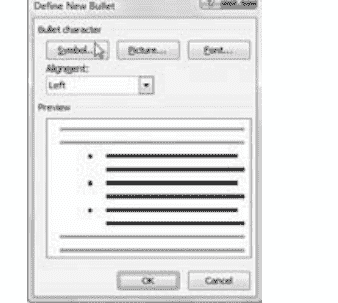 Define New Bullet
Bullet character
Symbol... Picture... Font...
Alignment:
Left
Preview
OK Cancel